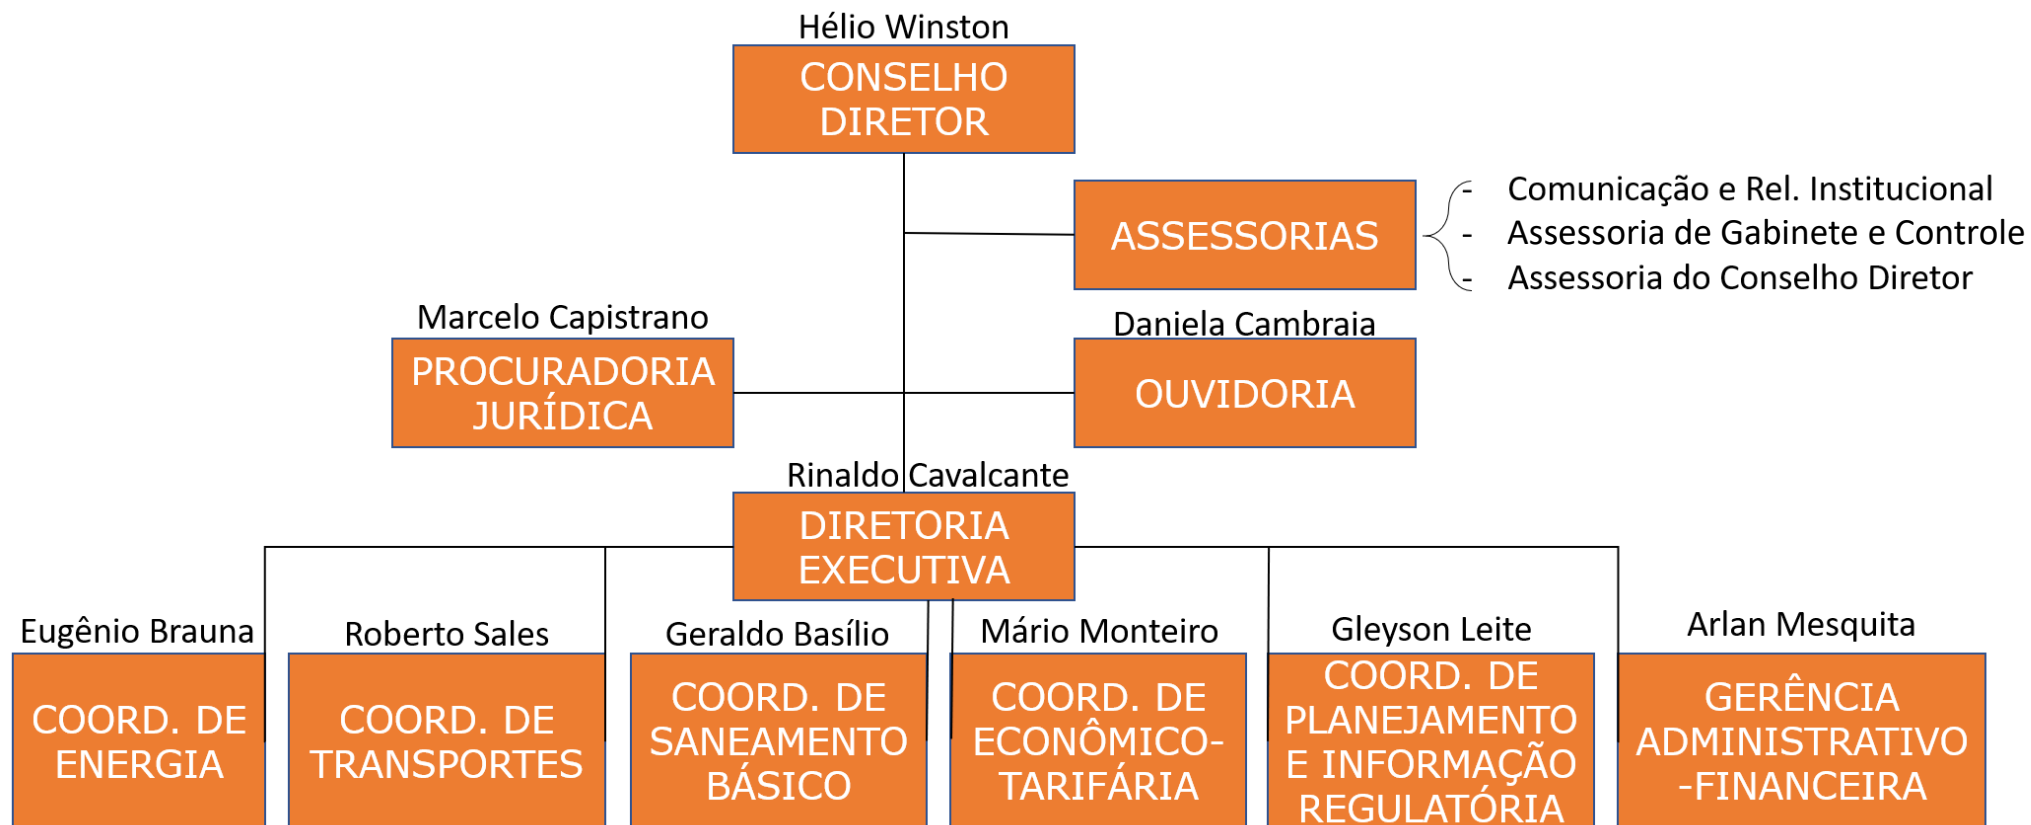 Hélio Winston
CONSELHO
DIRETOR
ASSESSORIAS
- Comunicação e Rel. Institucional
- Assessoria de Gabinete e Controle
- Assessoria do Conselho Diretor
Marcelo Capistrano
PROCURADORIA
JURÍDICA
Daniela Cambraia
OUVIDORIA
Rinaldo Cavalcante
DIRETORIA
EXECUTIVA
Eugênio Brauna
COORD. DE
ENERGIA
Roberto Sales
COORD. DE
TRANSPORTES
Geraldo Basílio
COORD. DE
SANEAMENTO
BÁSICO
Mário Monteiro
COORD. DE
ECONÔMICO-
TARIFÁRIA
Gleyson Leite
COORD. DE
PLANEJAMENTO
E INFORMAÇÃO
REGULATÓRIA
Arlan Mesquita
GERÊNCIA
ADMINISTRATIVO
-FINANCEIRA